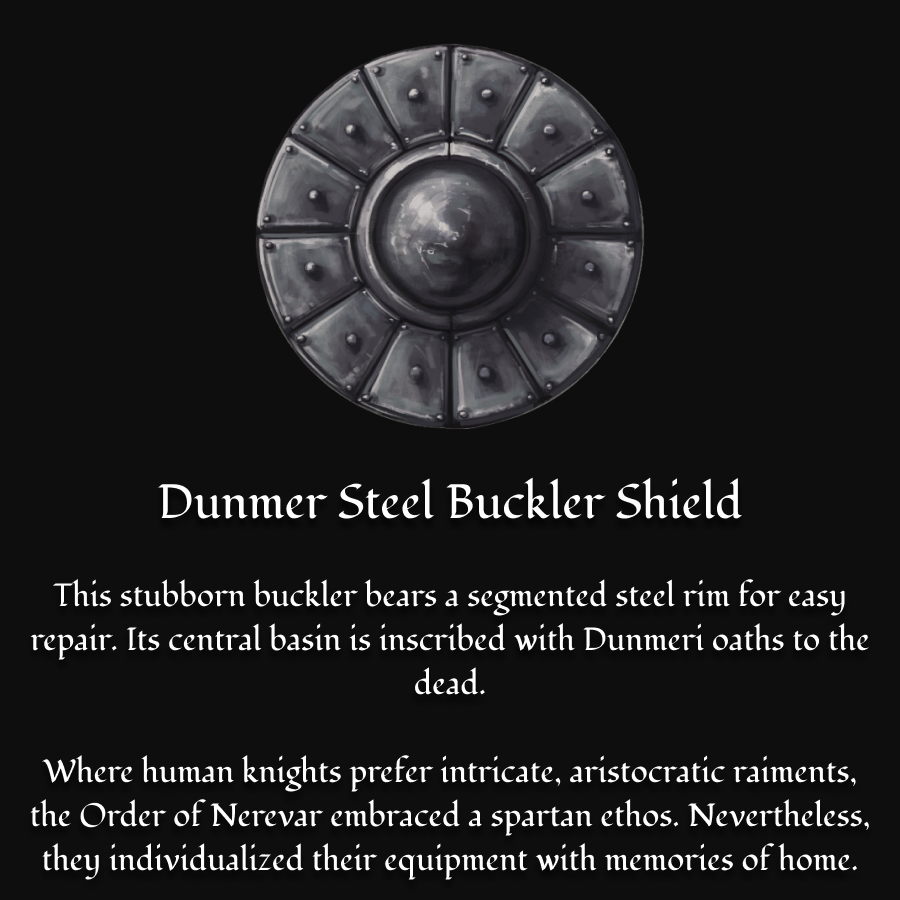 Dunmer Steel Buckler Shield
This stubborn buckler bears a segmented steel rim for easy
repair. Its central basin is inscribed with Dunmeri oaths to the
dead.
Where human knights prefer intricate, aristocratic raiments,
the Order of Nerevar embraced a spartan ethos. Nevertheless,
they individualized their equipment with memories of home.